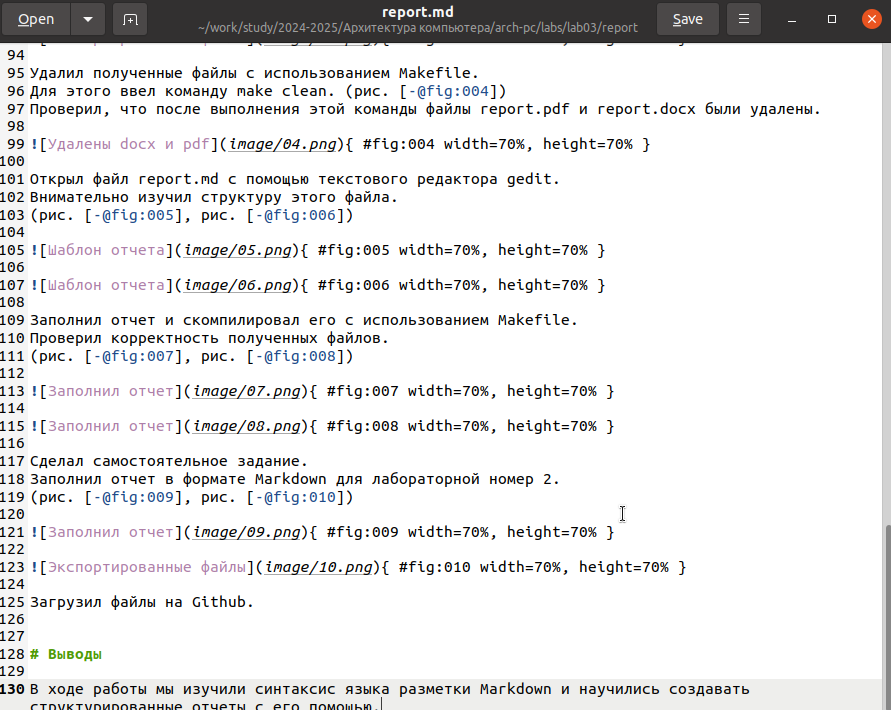 Open
report.md
~/work/study/2024-2025/Архитектура компьютера/arch-pc/labs/lab03/report
Save
94
95 Удалил полученные файлы с использованием Makefile.
96 Для этого ввел команду make clean. (рис. [-@fig:004])
97 Проверил, что после выполнения этой команды файлы report.pdf и report.docx были удалены.
98
99 ![Удалены docx и pdf](image/04.png){ #fig:004 width=70%, height=70% }
100
101 Открыл файл report.md с помощью текстового редактора gedit.
102 Внимательно изучил структуру этого файла.
103 (рис. [-@fig:005], рис. [-@fig:006])
104
105 ![Шаблон отчета](image/05.png){ #fig:005 width=70%, height=70% }
106
107 ![Шаблон отчета](image/06.png){ #fig:006 width=70%, height=70% }
108
109 Заполнил отчет и скомпилировал его с использованием Makefile.
110 Проверил корректность полученных файлов.
111 (рис. [-@fig:007], рис. [-@fig:008])
112
113 ![Заполнил отчет](image/07.png){ #fig:007 width=70%, height=70% }
114
115 ![Заполнил отчет](image/08.png){ #fig:008 width=70%, height=70% }
116
117 Сделал самостоятельное задание.
118 Заполнил отчет в формате Markdown для лабораторной номер 2.
119 (рис. [-@fig:009], рис. [-@fig:010])
120
121 ![Заполнил отчет](image/09.png){ #fig:009 width=70%, height=70% }
122
123 ![Экспортированные файлы](image/10.png){ #fig:010 width=70%, height=70% }
124
125 Загрузил файлы на Github.
126
127
128 # Выводы
129
130 В ходе работы мы изучили синтаксис языка разметки Markdown и научились создавать
структурированные отчеты с его помощью.